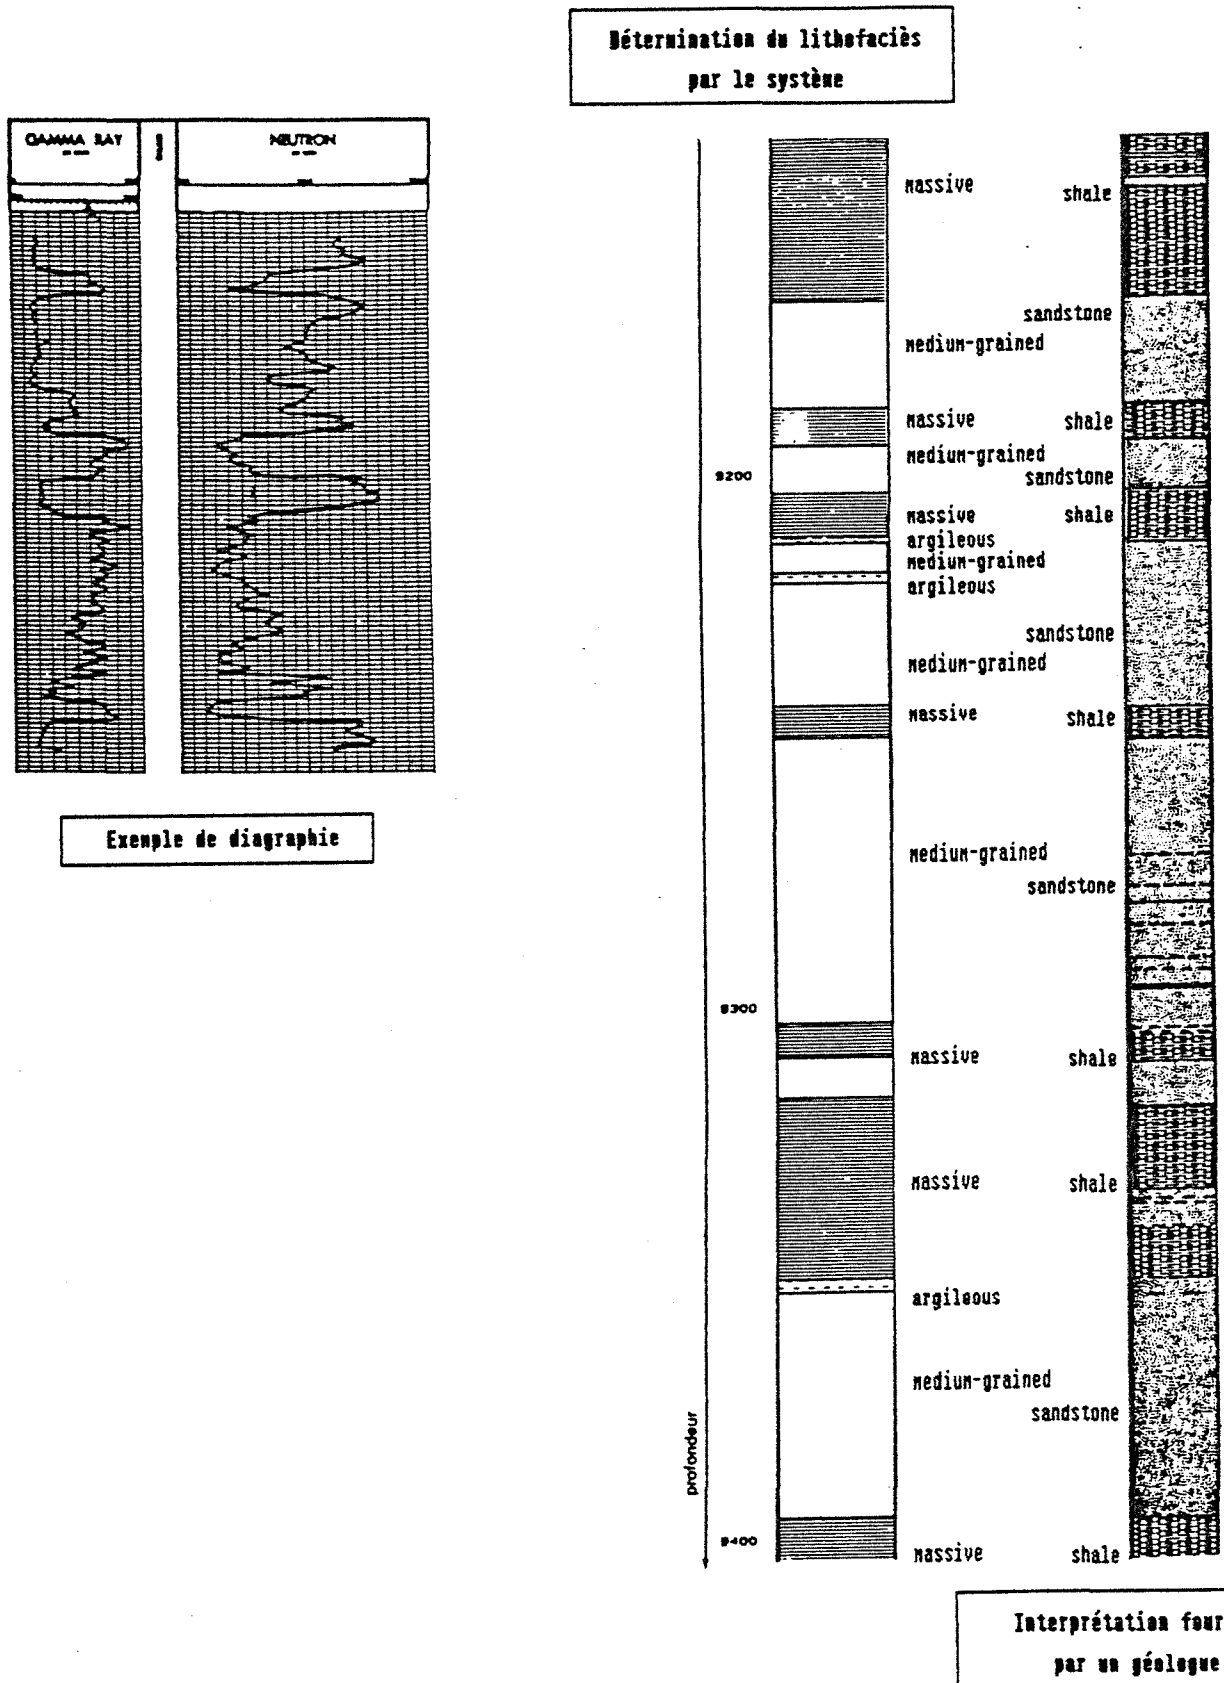 Détermination du lithofaciès
par le système
GAMMA RAY
NEUTRON
massive
shale
sandstone
medium-grained
massive shale
medium-grained
9200
sandstone
massive shale
argileous
medium-grained
argileous
sandstone
medium-grained
massive shale
Exemple de diagraphie
medium-grained
sandstone
9300
massive shale
massive shale
argileous
medium-grained
sandstone
profondeur
9400
massive shale
Interprétation four
par un géologue